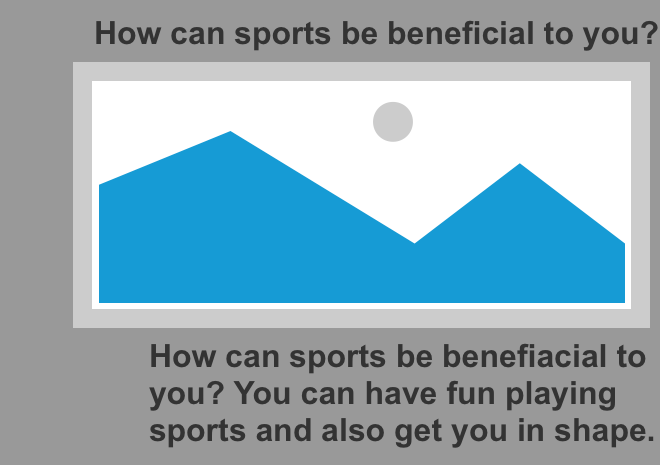 How can sports be beneficial to you?
How can sports be benefiacial to
you? You can have fun playing
sports and also get you in shape.